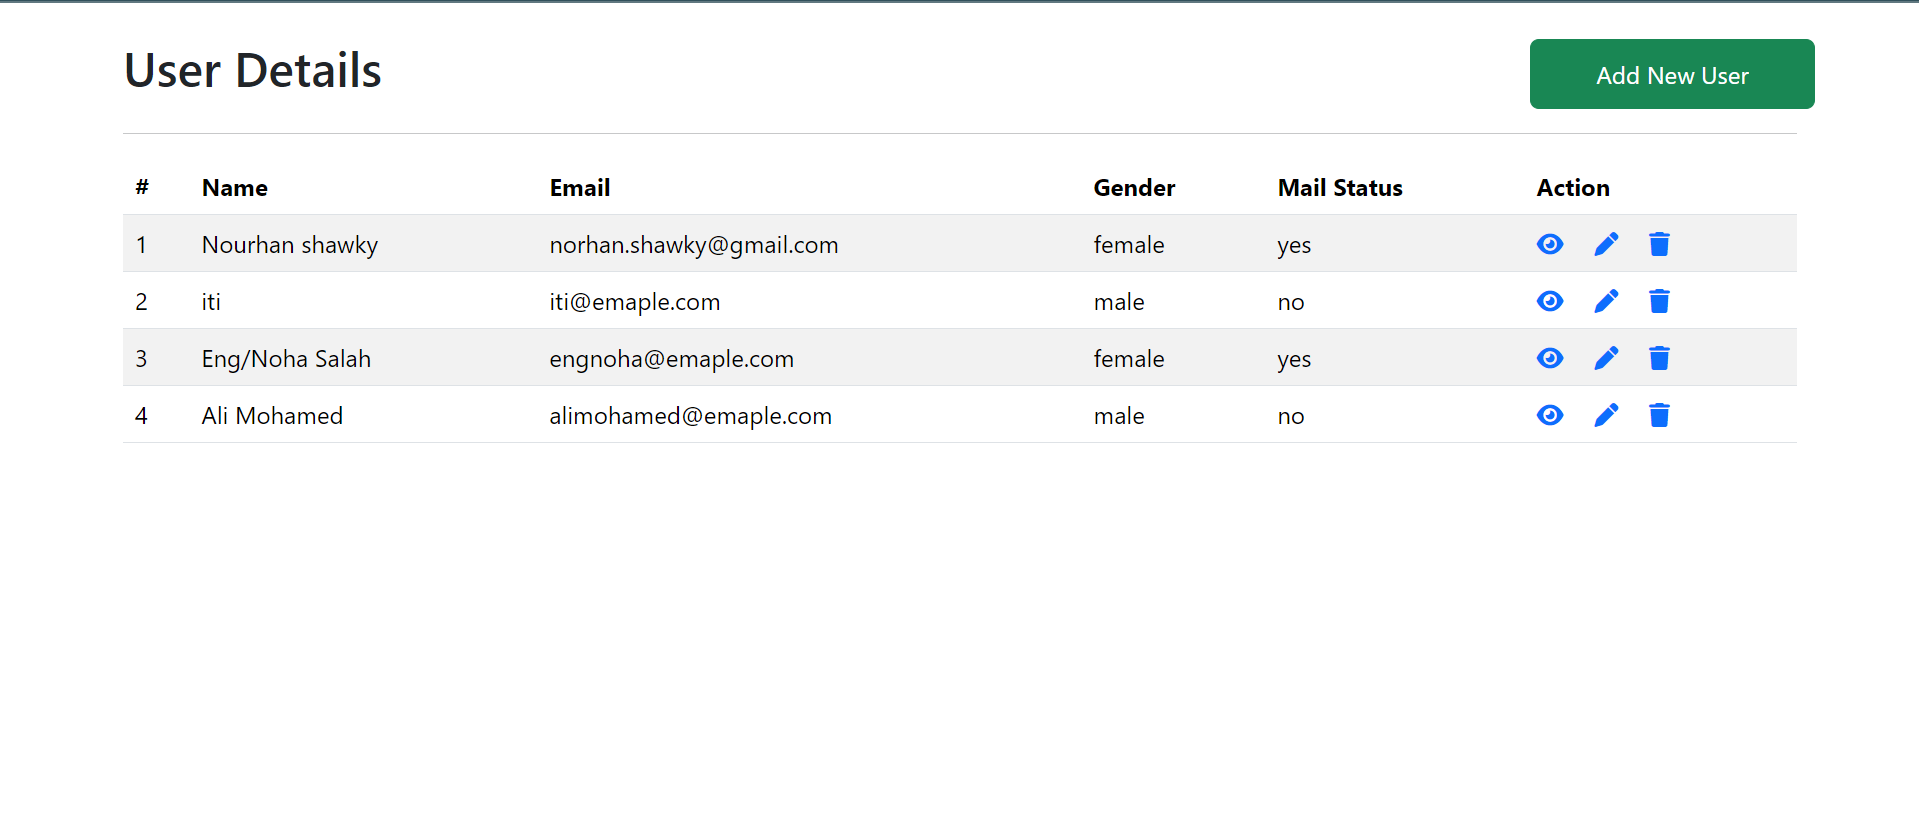 User Details
Add New User
# Name Email Gender Mail Status Action
1 Nourhan shawky norhan.shawky@gmail.com female yes
2 iti iti@emaple.com male no
3 Eng/Noha Salah engnoha@emaple.com female yes
4 Ali Mohamed alimohamed@emaple.com male no